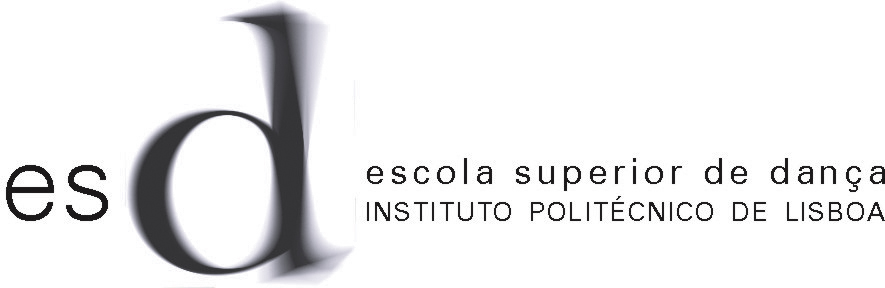 esd
escola superior de dança
INSTITUTO POLITÉCNICO DE LISBOA